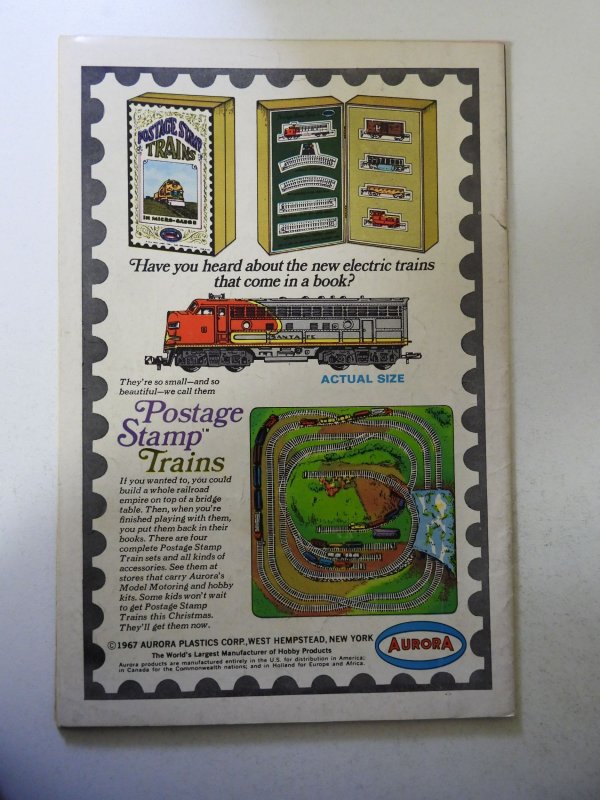 POSTAGE STAMP
TRAINS
IN MICRO-GAUGE
Have you heard about the new electric trains
that come in a book?
SANTA FE
ACTUAL SIZE
They're so small—and so
beautiful—we call them
Postage
Stamp™
Trains
If you wanted to, you could
build a whole railroad
empire on top of a bridge
table. Then, when you're
finished playing with them,
you put them back in their
books. There are four
complete Postage Stamp
Train sets and all kinds of
accessories. See them at
stores that carry Aurora's
Model Motoring and hobby
kits. Some kids won't wait
to get Postage Stamp
Trains this Christmas.
They'll get them now.
©1967 AURORA PLASTICS CORP., WEST HEMPSTEAD, NEW YORK
The World's Largest Manufacturer of Hobby Products
Aurora products are manufactured entirely in the U.S. for distribution in America;
in Canada for the Commonwealth nations; and in Holland for Europe and Africa.
AURORA